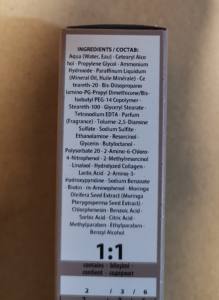 INGREDIENTS / СОСТАВ:
Aqua (Water, Eau) - Cetearyl Alco-
hol - Propylene Glycol - Ammonium
Hydroxide - Paraffinum Liquidum
(Mineral Oil, Huile Minérale) - Ce-
teareth-20 - Bis-Diisopropano-
lamino-PG-Propyl Dimethicone/Bis-
Isobutyl PEG-14 Copolymer -
Steareth-100 - Glyceryl Stearate -
Tetrasodium EDTA - Parfum
(Fragrance) - Toluene-2,5-Diamine
Sulfate - Sodium Sulfite -
Ethanolamine - Resorcinol -
Glycerin - Butyloctanol -
Polysorbate 20 - 2-Amino-6-Chloro-
4-Nitrophenol - 2-Methylresorcinol
- Linalool - Hydrolyzed Collagen -
Lactic Acid - 2-Amino-3-
Hydroxypyridine - Sodium Benzoate
- Biotin - m-Aminophenol - Moringa
Oleifera Seed Extract (Moringa
Pterygosperma Seed Extract) -
Chlorphenesin - Benzoic Acid -
Sorbic Acid - Citric Acid -
Methylparaben - Ethylparaben -
Benzyl Alcohol
1:1
2 / 3 / 6